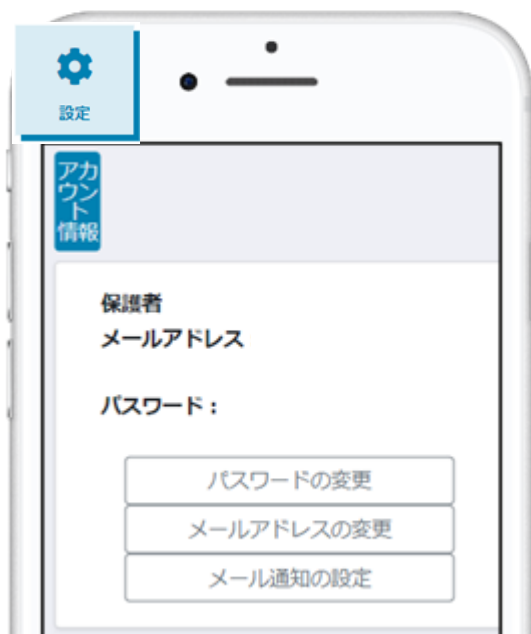 設定
アカ
ウン
ト
情報
保護者
メールアドレス
パスワード：
パスワードの変更
メールアドレスの変更
メール通知の設定